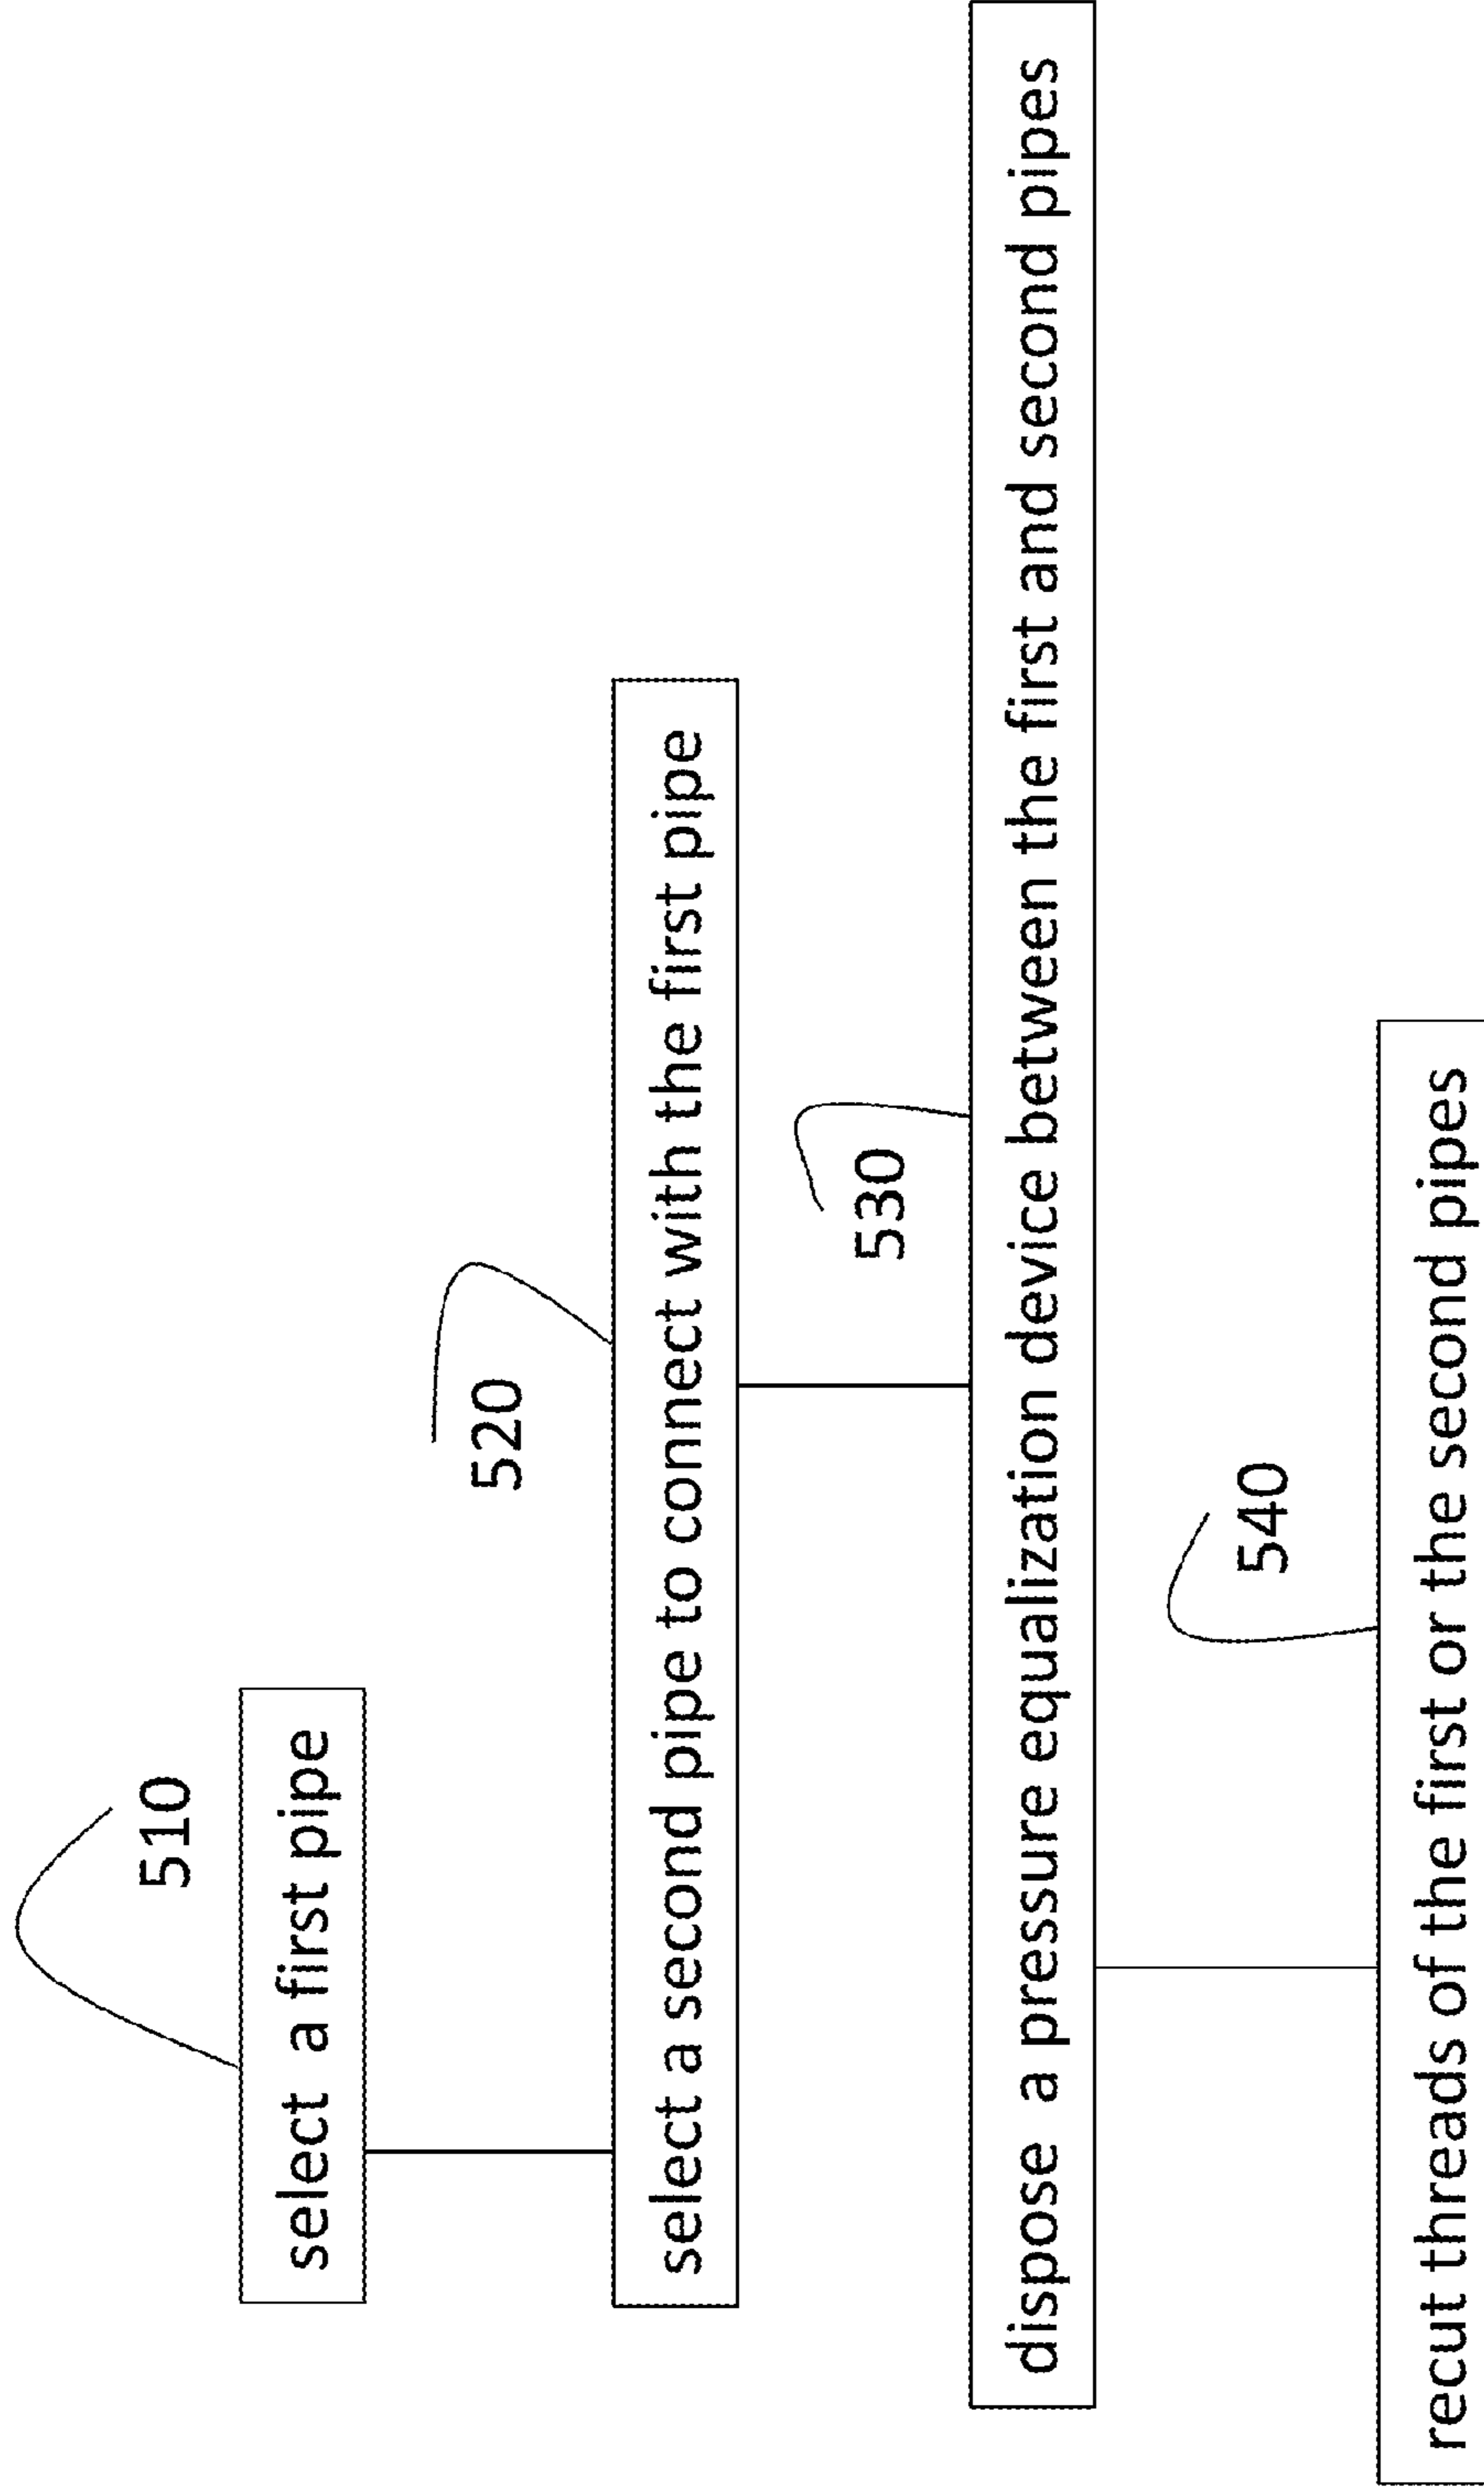 510
select a first pipe
520
select a second pipe to connect with the first pipe
530
dispose a pressure equalization device between the first and second pipes
540
recut threads of the first or the second pipes